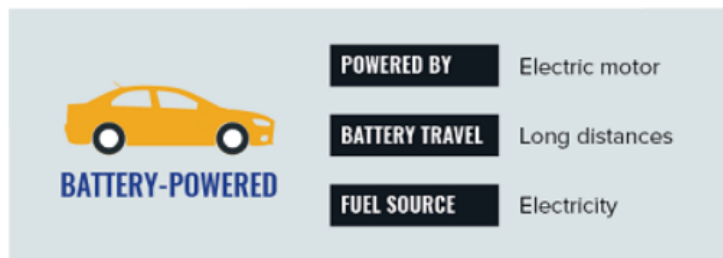 POWERED BY Electric motor
BATTERY TRAVEL Long distances
BATTERY-POWERED
FUEL SOURCE Electricity